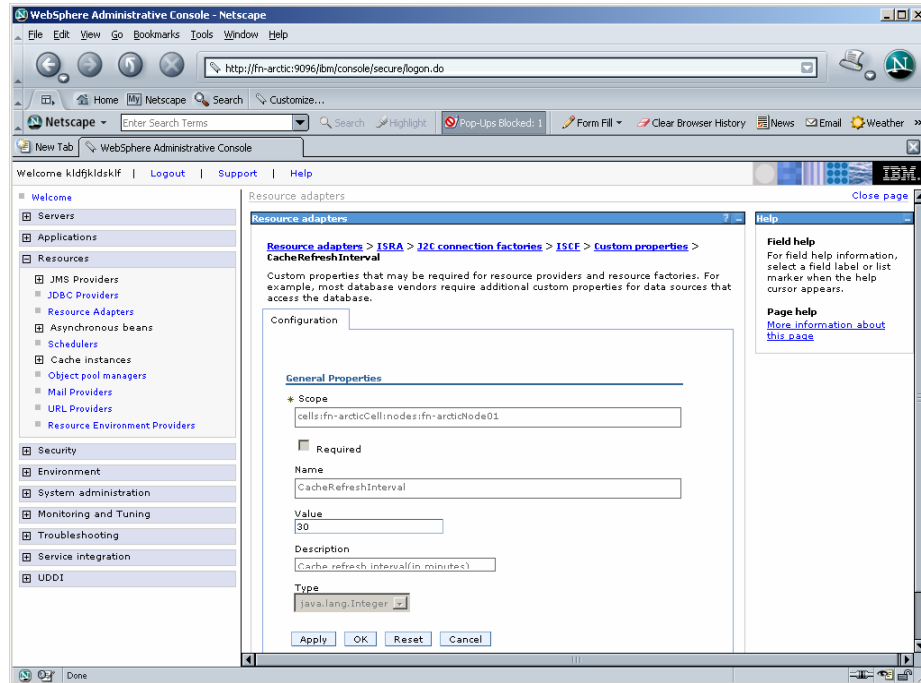 WebSphere Administrative Console - Netscape
File Edit View Go Bookmarks Tools Window Help
http://fn-arctic:9096/ibm/console/secure/logon.do
Home My Netscape Search Customize...
Netscape Enter Search Terms Search Highlight Pop-Ups Blocked: 1 Form Fill Clear Browser History News Email Weather »
New Tab WebSphere Administrative Console
Welcome kldfjkldsklf | Logout | Support | Help IBM.
Welcome
Servers
Applications
Resources
JMS Providers
JDBC Providers
Resource Adapters
Asynchronous beans
Schedulers
Cache instances
Object pool managers
Mail Providers
URL Providers
Resource Environment Providers
Security
Environment
System administration
Monitoring and Tuning
Troubleshooting
Service integration
UDDI
Resource adapters Close page
Resource adapters ? _
Resource adapters > ISRA > J2C connection factories > ISCF > Custom properties >
CacheRefreshInterval
Custom properties that may be required for resource providers and resource factories. For
example, most database vendors require additional custom properties for data sources that
access the database.
Configuration
General Properties
Scope
cells:fn-arcticCell:nodes:fn-arcticNode01
Required
Name
CacheRefreshInterval
Value
30
Description
Cache refresh interval(in minutes)
Type
java.lang.Integer
Apply OK Reset Cancel
Help
Field help
For field help information,
select a field label or list
marker when the help
cursor appears.
Page help
More information about
this page
Done